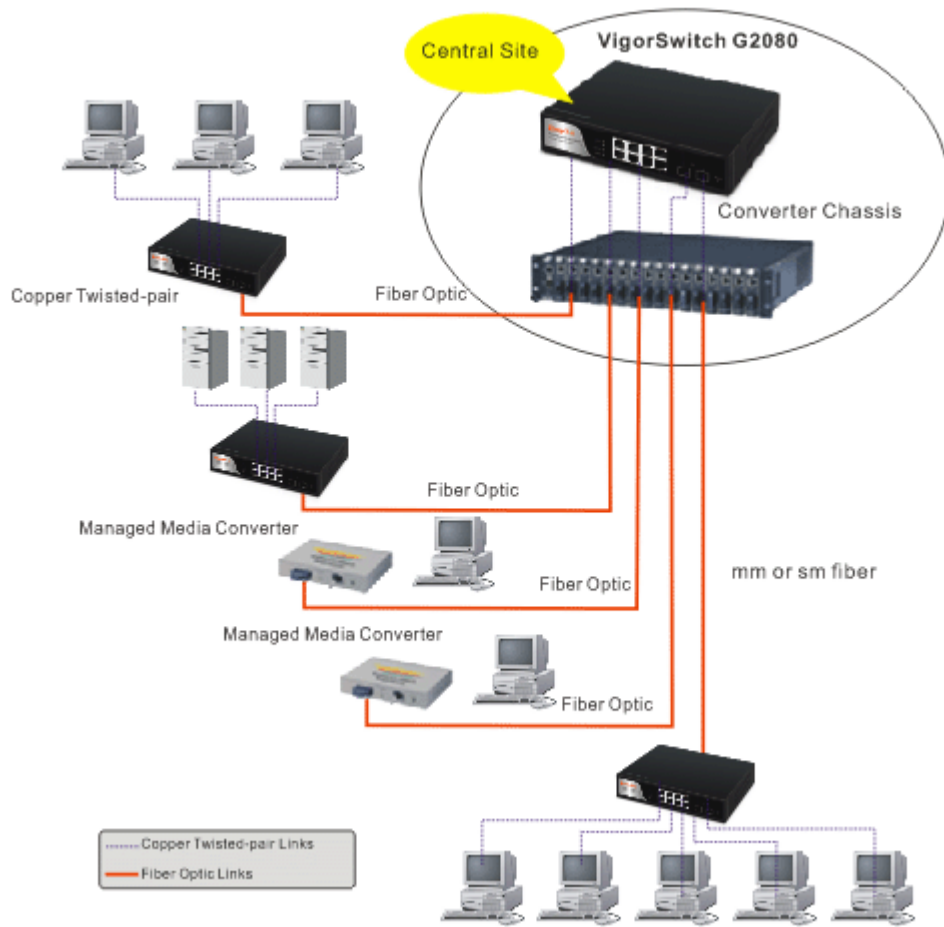 VigorSwitch G2080
Central Site
Converter Chassis
Copper Twisted-pair
Fiber Optic
Fiber Optic
Managed Media Converter
Fiber Optic
mm or sm fiber
Managed Media Converter
Fiber Optic
Copper Twisted-pair Links
Fiber Optic Links